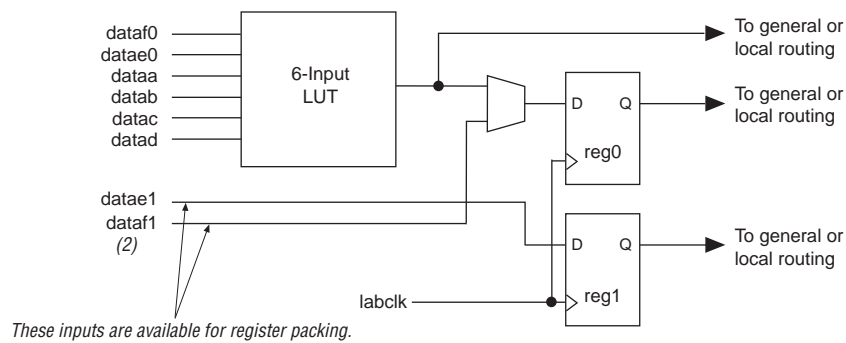 dataf0
datae0
dataa
datab
datac
datad
6-Input
LUT
To general or
local routing
D Q
reg0
To general or
local routing
datae1
dataf1
(2)
D Q
reg1
To general or
local routing
labclk
These inputs are available for register packing.